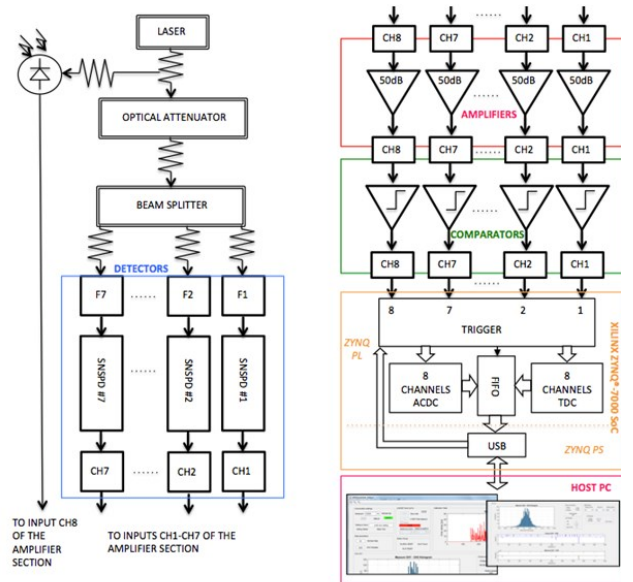 LASER
OPTICAL ATTENUATOR
BEAM SPLITTER
DETECTORS
F7 ...... F2 F1
SNSPD #7 ...... SNSPD #2 SNSPD #1
CH7 ...... CH2 CH1
TO INPUT CH8
OF THE
AMPLIFIER
SECTION
TO INPUTS CH1-CH7 OF THE
AMPLIFIER SECTION
CH8 CH7 ...... CH2 CH1
50dB 50dB ...... 50dB 50dB
AMPLIFIERS
CH8 CH7 ...... CH2 CH1
COMPARATORS
CH8 CH7 ...... CH2 CH1
8 7 2 1
TRIGGER
ZYNQ
PL
8
CHANNELS
ACDC
FIFO
8
CHANNELS
TDC
XILINX ZYNQ®-7000 SoC
USB
ZYNQ PS
HOST PC